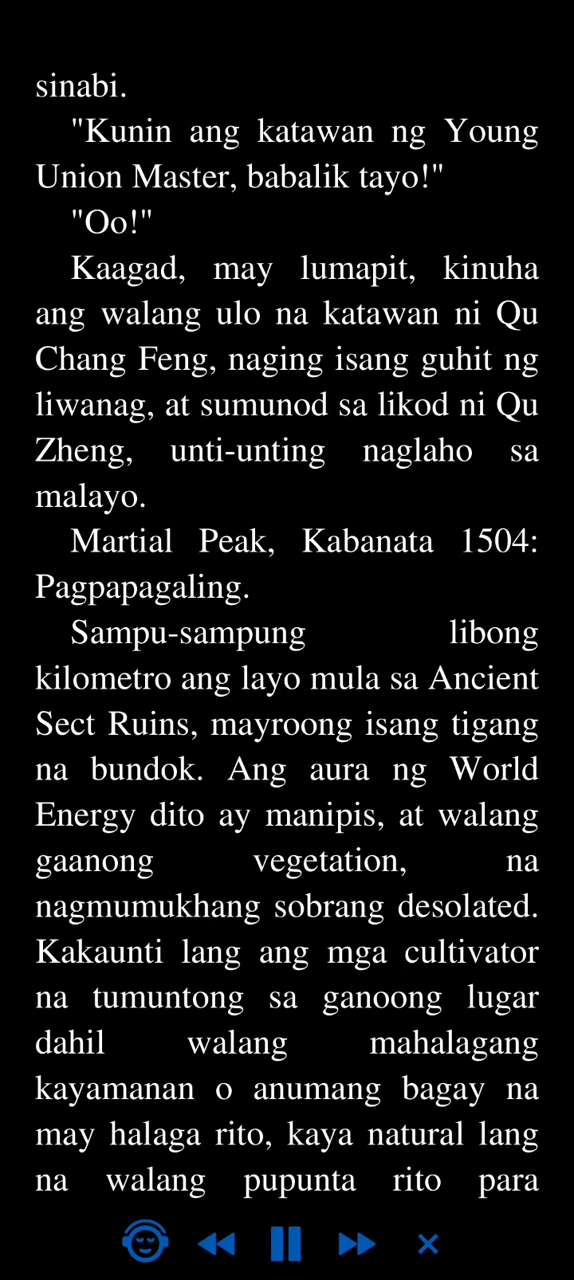 sinabi.
"Kunin ang katawan ng Young
Union Master, babalik tayo!"
"Oo!"
Kaagad, may lumapit, kinuha
ang walang ulo na katawan ni Qu
Chang Feng, naging isang guhit ng
liwanag, at sumunod sa likod ni Qu
Zheng, unti-unting naglaho sa
malayo.
Martial Peak, Kabanata 1504:
Pagpapagaling.
Sampu-sampung libong
kilometro ang layo mula sa Ancient
Sect Ruins, mayroong isang tigang
na bundok. Ang aura ng World
Energy dito ay manipis, at walang
gaanong vegetation, na
nagmumukhang sobrang desolated.
Kakaunti lang ang mga cultivator
na tumuntong sa ganoong lugar
dahil walang mahalagang
kayamanan o anumang bagay na
may halaga rito, kaya natural lang
na walang pupunta rito para